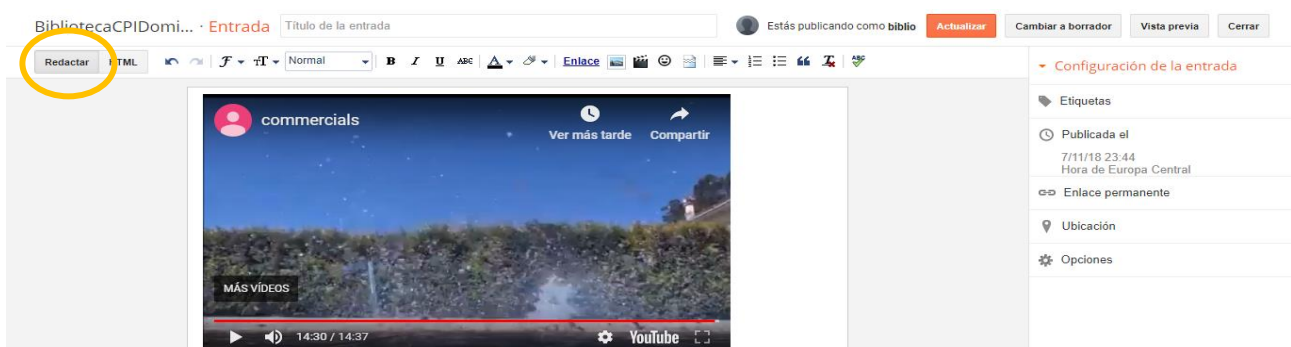 BibliotecaCPIDomi... · Entrada Título de la entrada Estás publicando como biblio Actualizar Cambiar a borrador Vista previa Cerrar
Redactar HTML F T Normal B I U ABC A Enlace ABC
Configuración de la entrada
Etiquetas
Publicada el
7/11/18 23:44
Hora de Europa Central
Enlace permanente
Ubicación
Opciones
commercials
Ver más tarde Compartir
MÁS VÍDEOS
14:30 / 14:37 YouTube